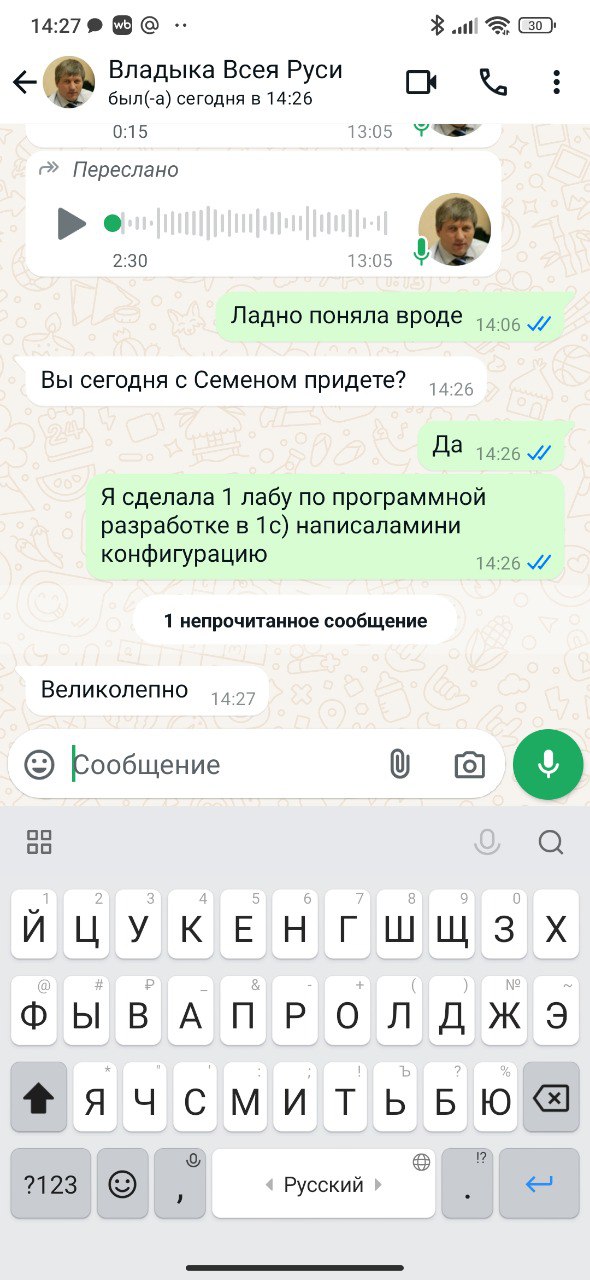 14:27 wb @
30
Владыка Всея Руси
был(-а) сегодня в 14:26
0:15 13:05
Переслано
2:30 13:05
Ладно поняла вроде 14:06
Вы сегодня с Семеном придете? 14:26
Да 14:26
Я сделала 1 лабу по программной
разработке в 1с) написаламини
конфигурацию
14:26
1 непрочитанное сообщение
Великолепно 14:27
Сообщение
1 2 3 4 5 6 7 8 9 0
Й Ц У К Е Н Г Ш Щ З Х
@ # ₽ _ & - + ( ) № ~
Ф Ы В А П Р О Л Д Ж Э
* " ' : ; ! Ъ ? %
Я Ч С М И Т Ь Б Ю
!?
?123 , Русский .